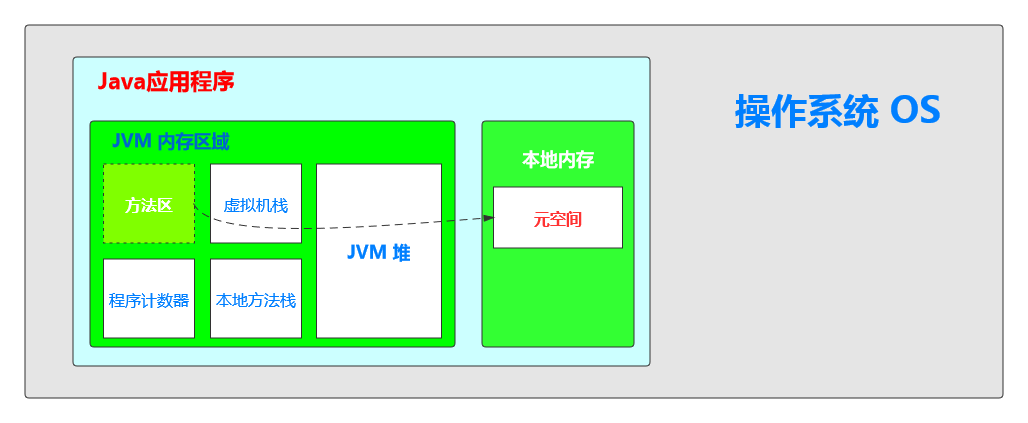 Java应用程序
操作系统 OS
JVM 内存区域
本地内存
方法区
虚拟机栈
元空间
JVM 堆
程序计数器
本地方法栈